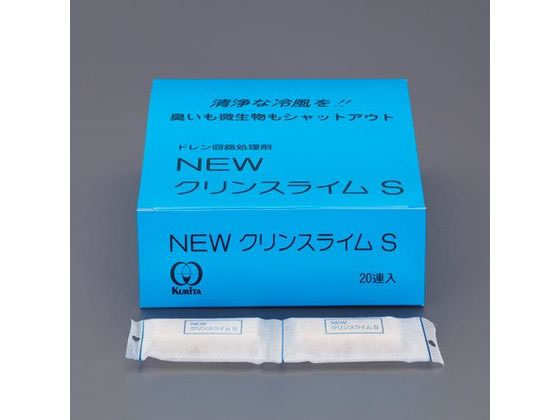 清浄な冷風を!!
臭いも微生物もシャットアウト
ドレン回路処理剤
NEW
クリンスライム S
NEW クリンスライム S
KURITA
20連入
NEW
クリンスライム S
NEW
クリンスライム S